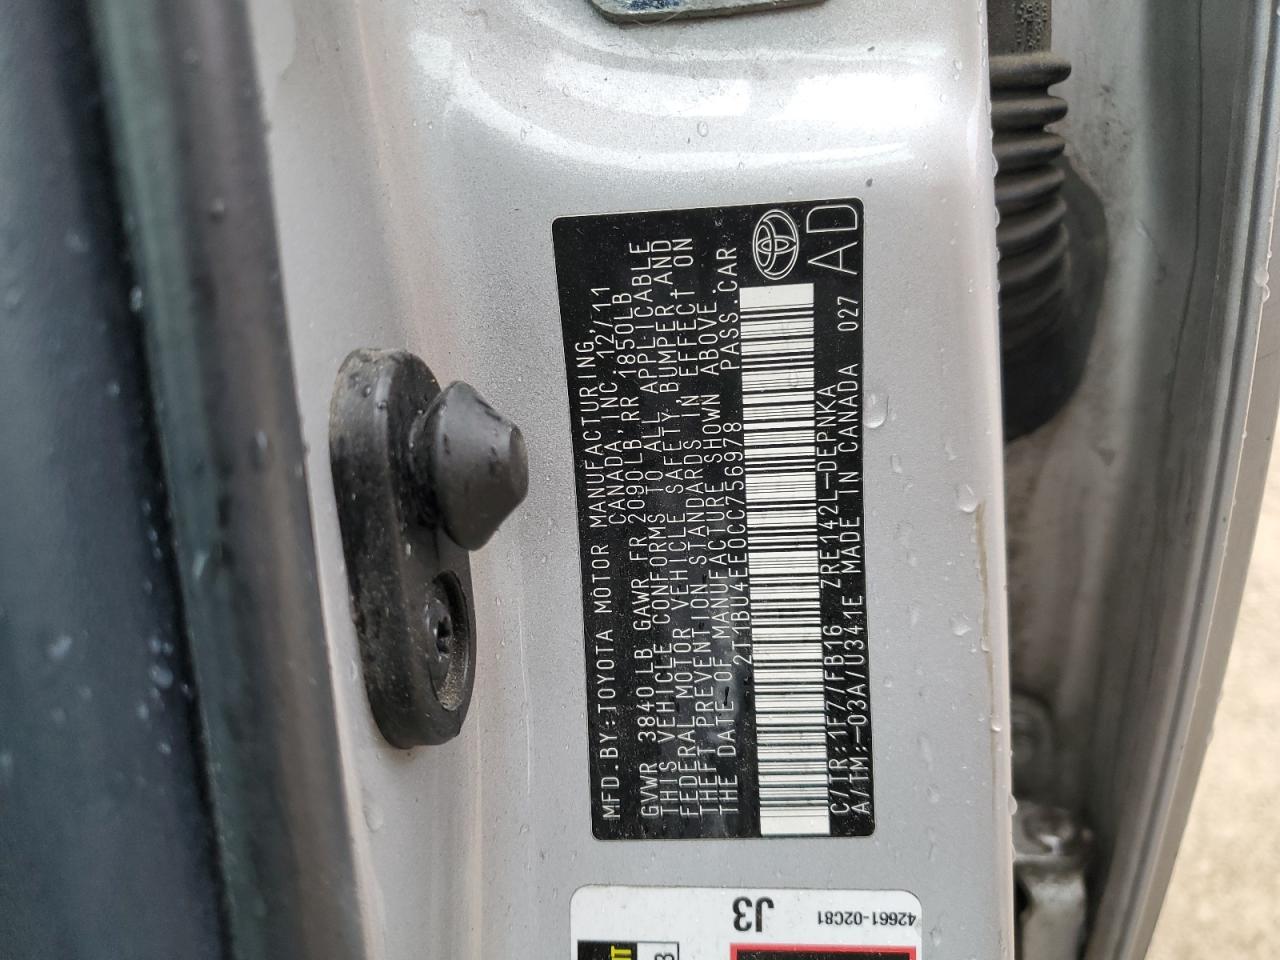 MFD.BY:TOYOTA MOTOR MANUFACTURING,
CANADA,INC.12/11
GVWR 3840LB GAWR FR 2090LB,RR 1850LB
THIS VEHICLE CONFORMS TO ALL APPLICABLE
FEDERAL MOTOR VEHICLE SAFETY,BUMPER,AND
THEFT PREVENTION STANDARDS IN EFFECT ON
THE DATE OF MANUFACTURE SHOWN ABOVE.
2T1BU4EE0CC756978 PASS.CAR
C/TR:1F7/FB16 ZRE142L-DEPNKA
A/TM:-03A/U341E MADE IN CANADA 027
AD
J3
42661-02C81